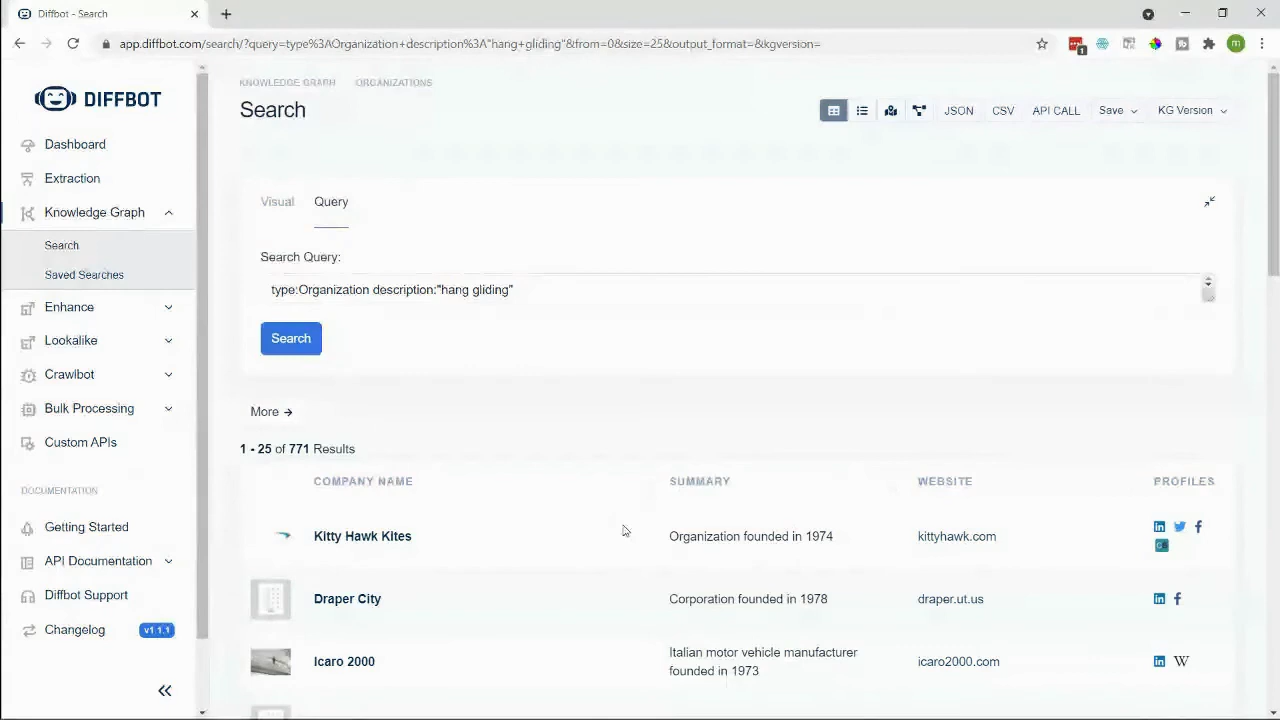 Diffbot - Search
app.diffbot.com/search/?query=type%3AOrganization+description%3A"hang+gliding"&from=0&size=25&output_format=&kgversion=
1
m
DIFFBOT
Dashboard
Extraction
Knowledge Graph
Search
Saved Searches
Enhance
Lookalike
Crawlbot
Bulk Processing
Custom APIs
DOCUMENTATION
Getting Started
API Documentation
Diffbot Support
Changelog v1.1.1
KNOWLEDGE GRAPH ORGANIZATIONS
Search
JSON CSV API CALL Save KG Version
Visual Query
Search Query:
type:Organization description:"hang gliding"
Search
More →
1 - 25 of 771 Results
COMPANY NAME SUMMARY WEBSITE PROFILES
Kitty Hawk Kites Organization founded in 1974 kittyhawk.com
Draper City Corporation founded in 1978 draper.ut.us
Icaro 2000 Italian motor vehicle manufacturer founded in 1973 icaro2000.com